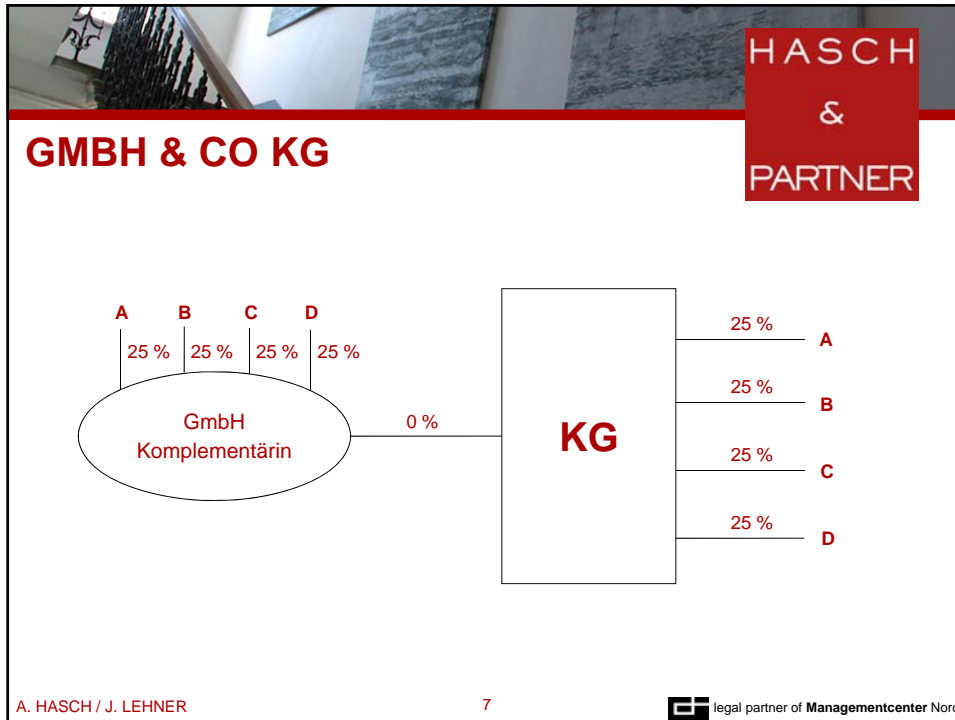 HASCH
&
PARTNER
GMBH & CO KG
A B C D
25 % 25 % 25 % 25 %
GmbH
Komplementärin
0 %
KG
25 %
A
25 %
B
25 %
C
25 %
D
A. HASCH / J. LEHNER
7
legal partner of Managementcenter